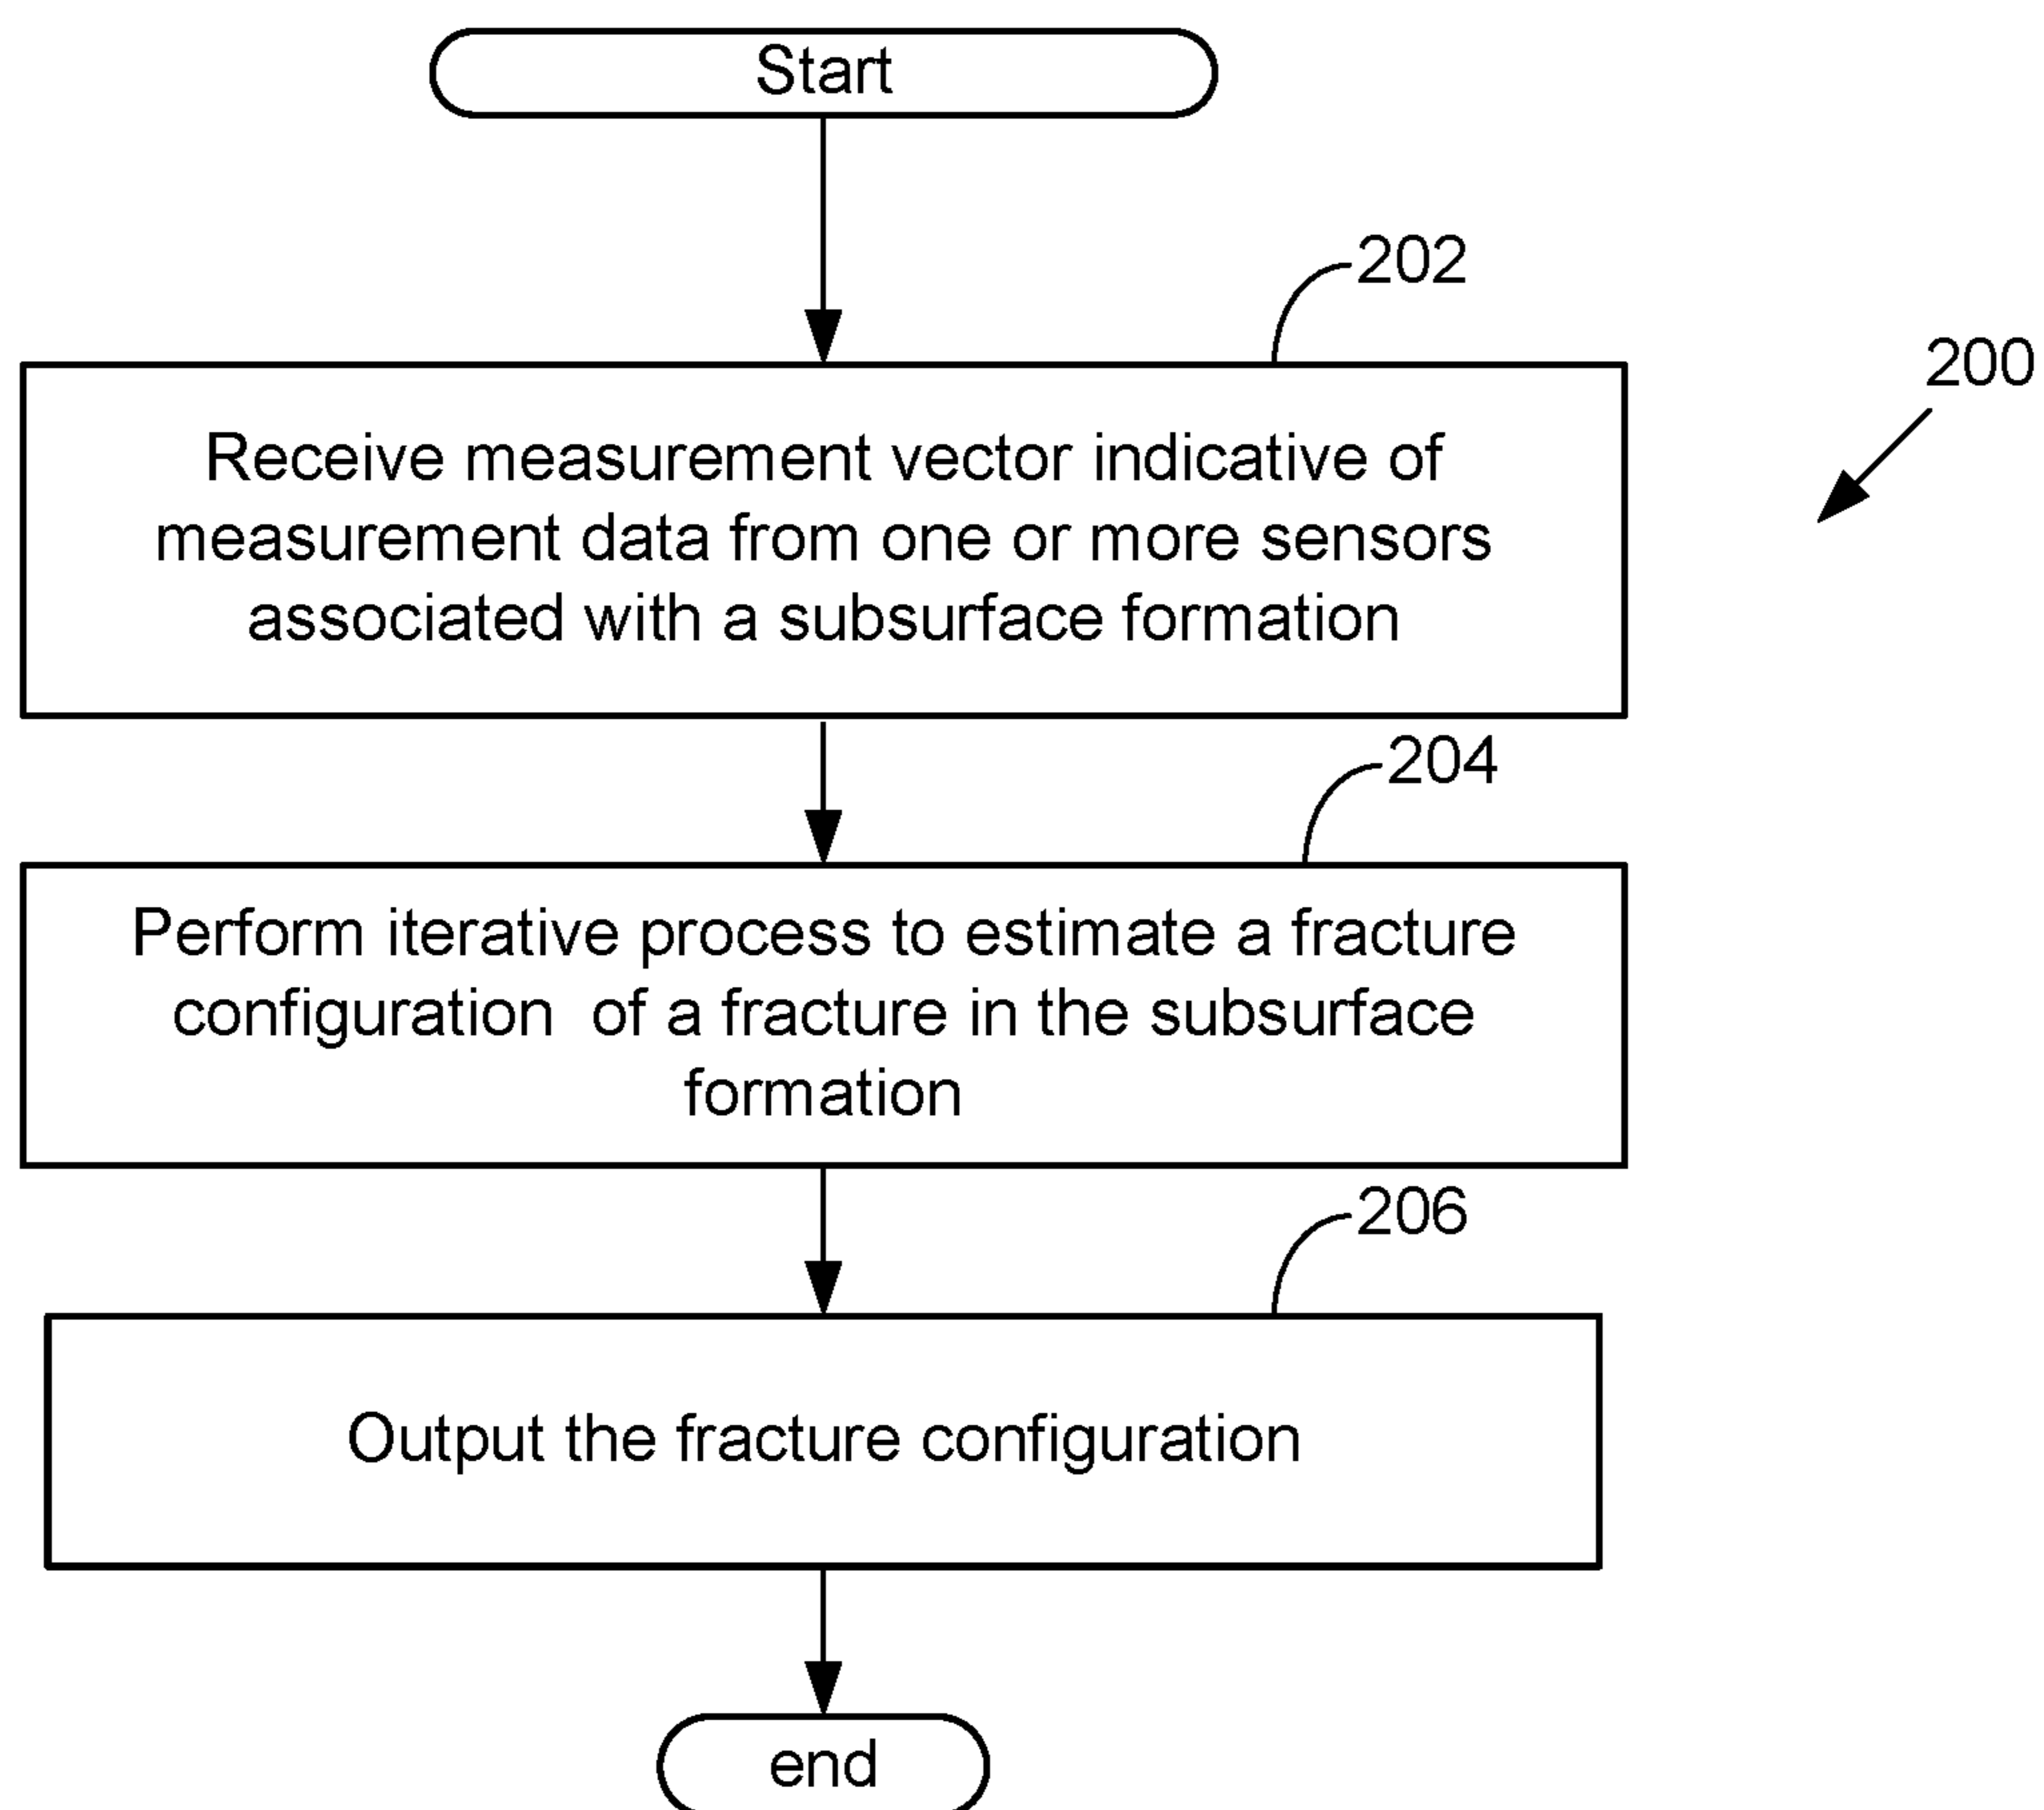 Start
202
200
Receive measurement vector indicative of
measurement data from one or more sensors
associated with a subsurface formation
204
Perform iterative process to estimate a fracture
configuration of a fracture in the subsurface
formation
206
Output the fracture configuration
end